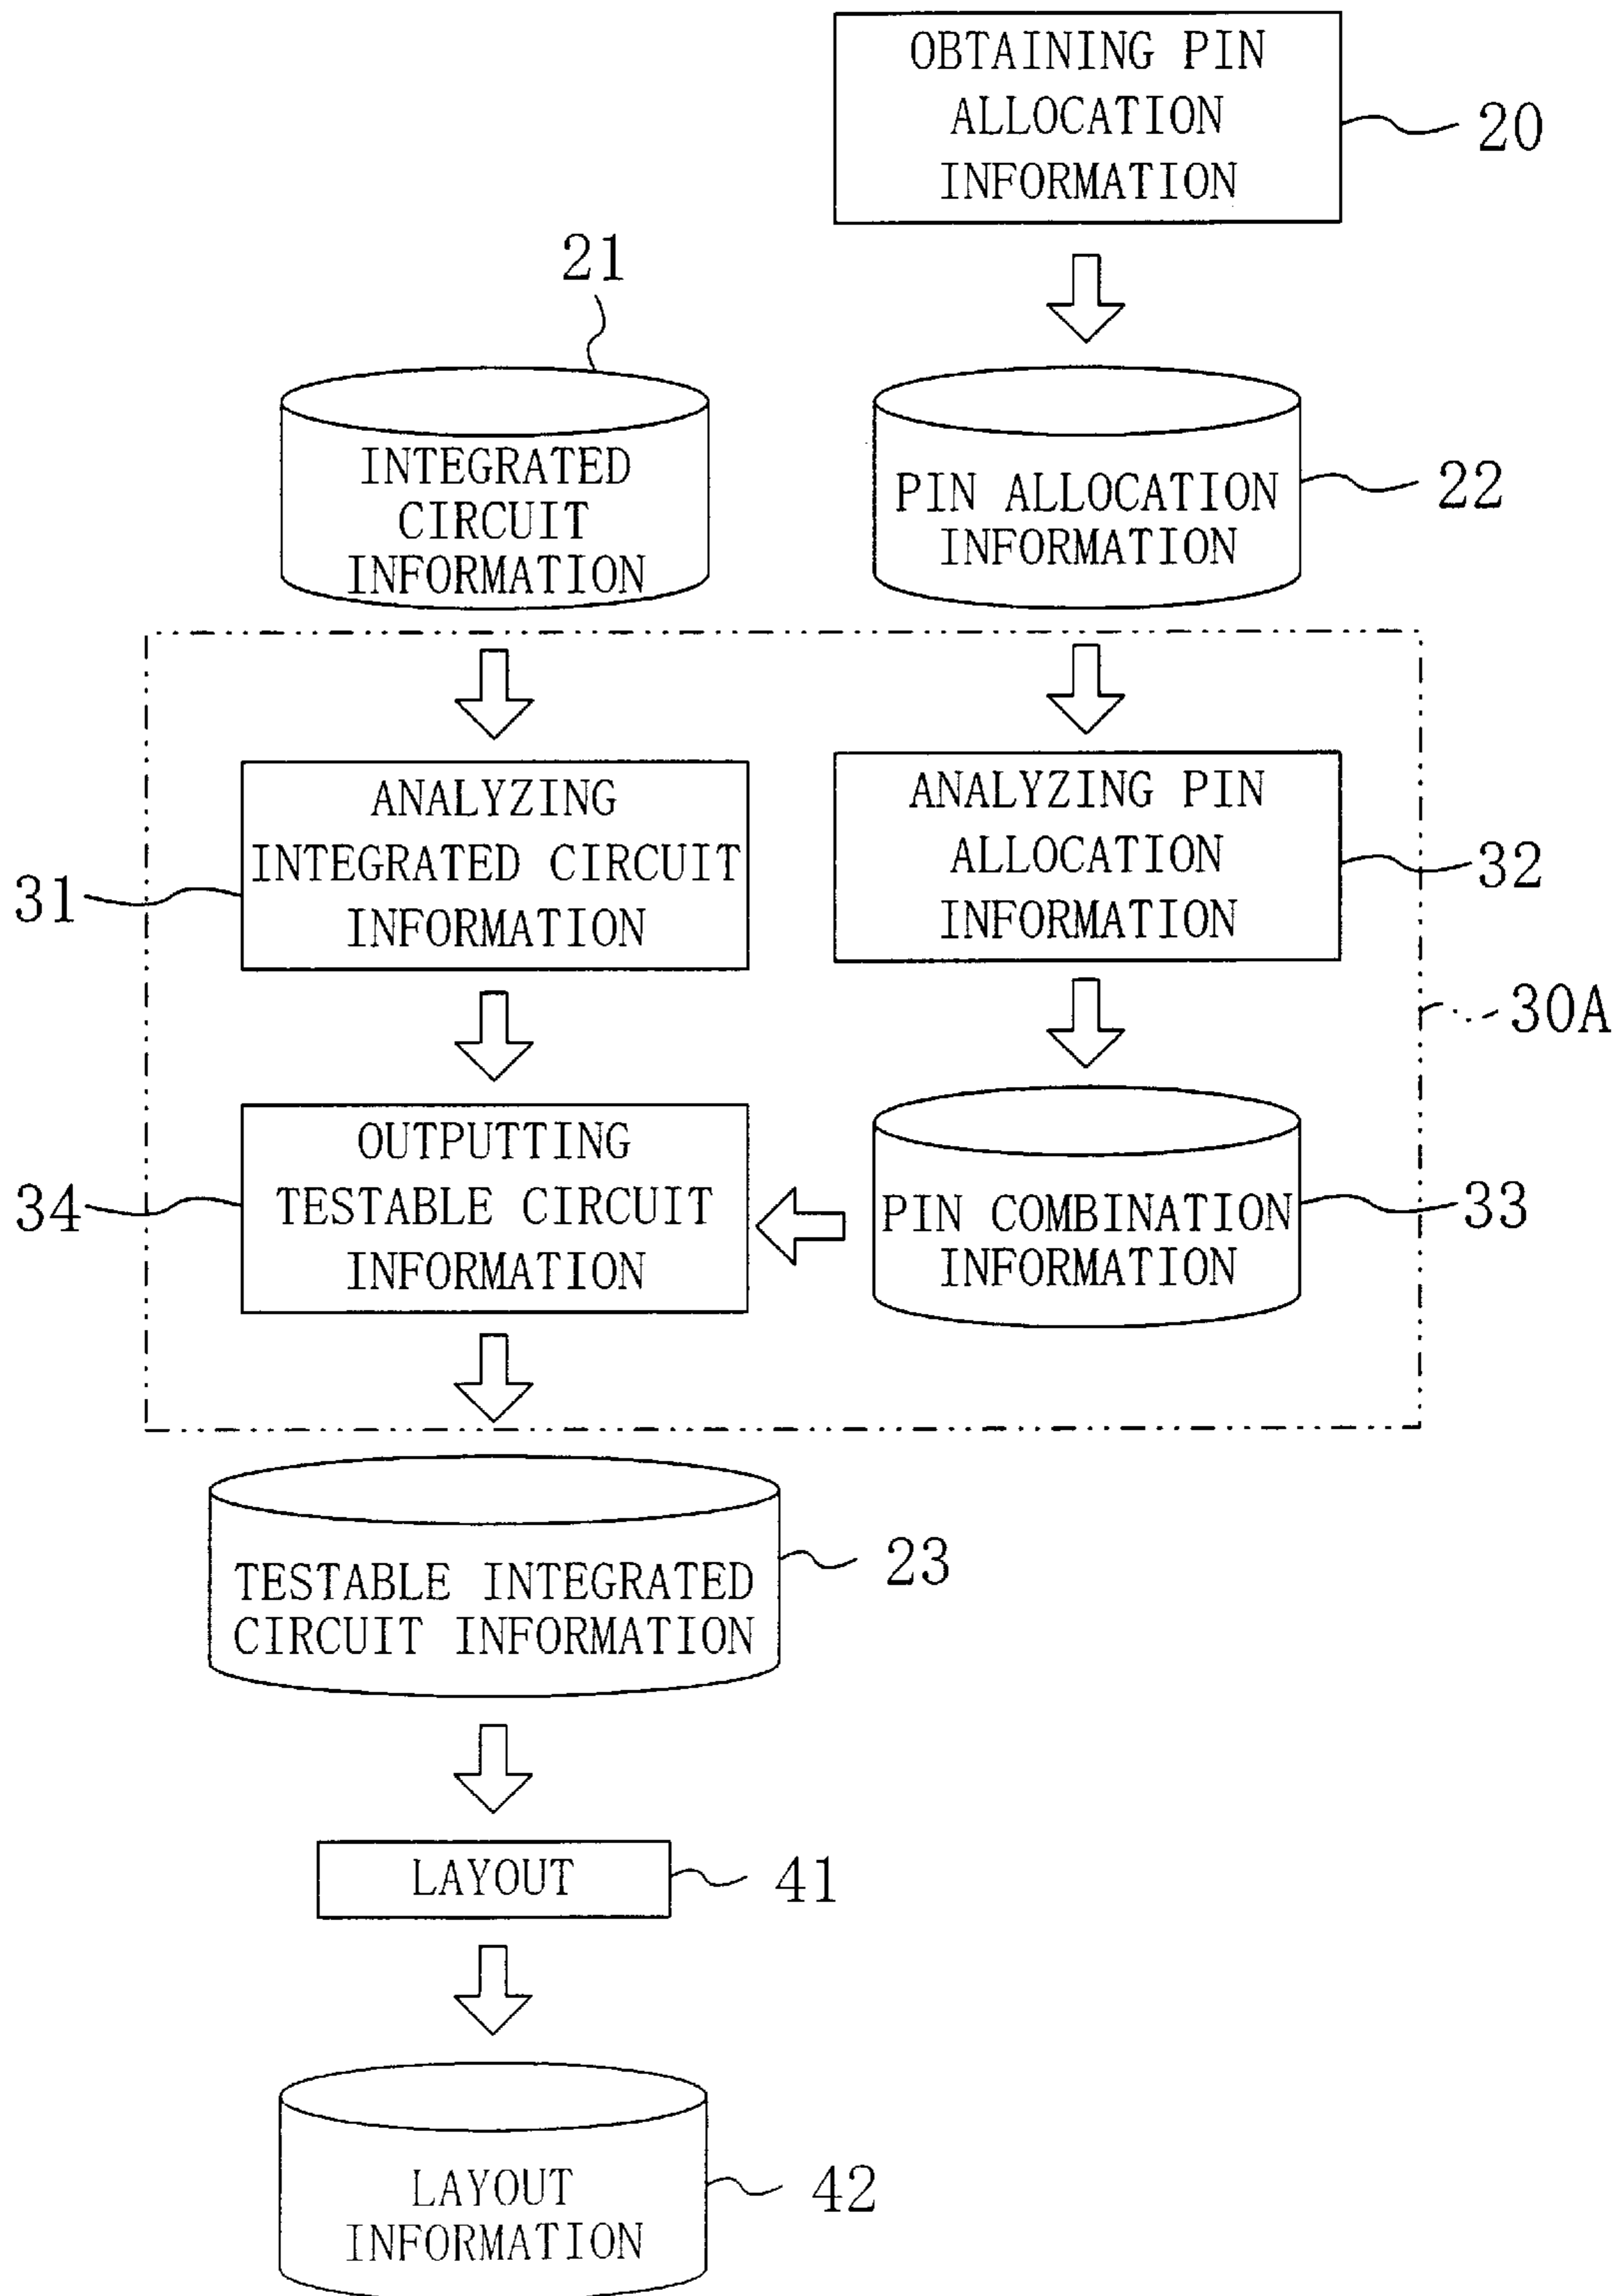 OBTAINING PIN
ALLOCATION
INFORMATION
20
21
INTEGRATED
CIRCUIT
INFORMATION
PIN ALLOCATION
INFORMATION
22
ANALYZING
INTEGRATED CIRCUIT
INFORMATION
31
ANALYZING PIN
ALLOCATION
INFORMATION
32
30A
OUTPUTTING
TESTABLE CIRCUIT
INFORMATION
34
PIN COMBINATION
INFORMATION
33
TESTABLE INTEGRATED
CIRCUIT INFORMATION
23
LAYOUT
41
LAYOUT
INFORMATION
42